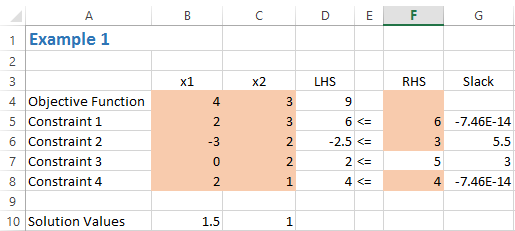 A B C D E F G
1 Example 1
2
3 x1 x2 LHS RHS Slack
4 Objective Function 4 3 9
5 Constraint 1 2 3 6 <= 6 -7.46E-14
6 Constraint 2 -3 2 -2.5 <= 3 5.5
7 Constraint 3 0 2 2 <= 5 3
8 Constraint 4 2 1 4 <= 4 -7.46E-14
9
10 Solution Values 1.5 1